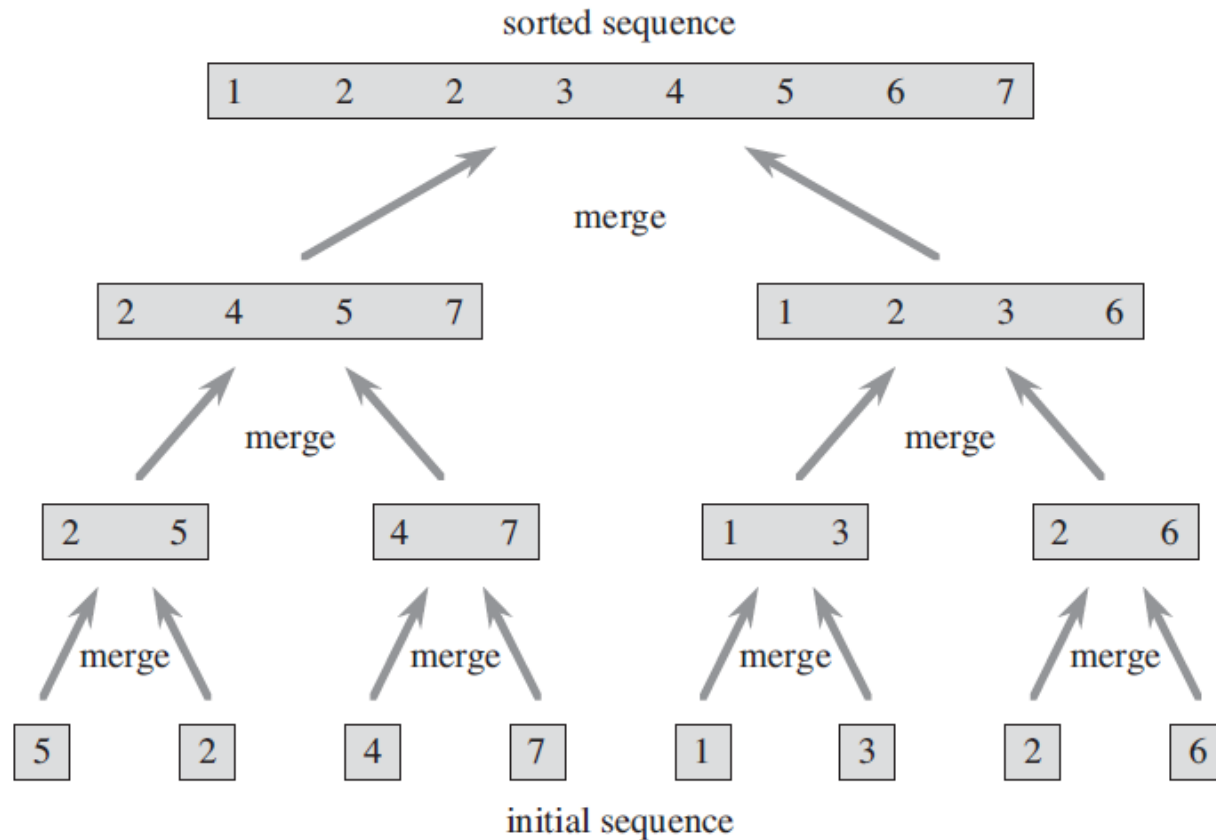 sorted sequence
1 2 2 3 4 5 6 7
merge
2 4 5 7 1 2 3 6
merge merge
2 5 4 7 1 3 2 6
merge merge merge merge
5 2 4 7 1 3 2 6
initial sequence